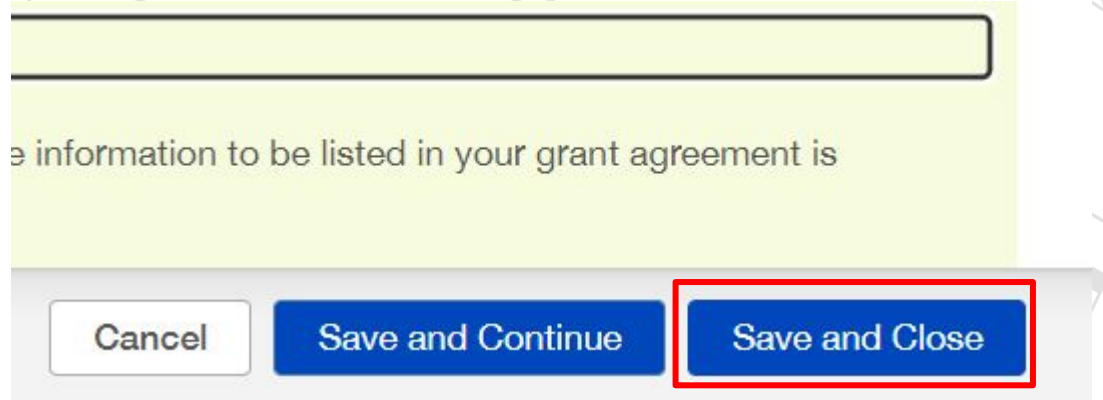 e information to be listed in your grant agreement is
Cancel Save and Continue Save and Close